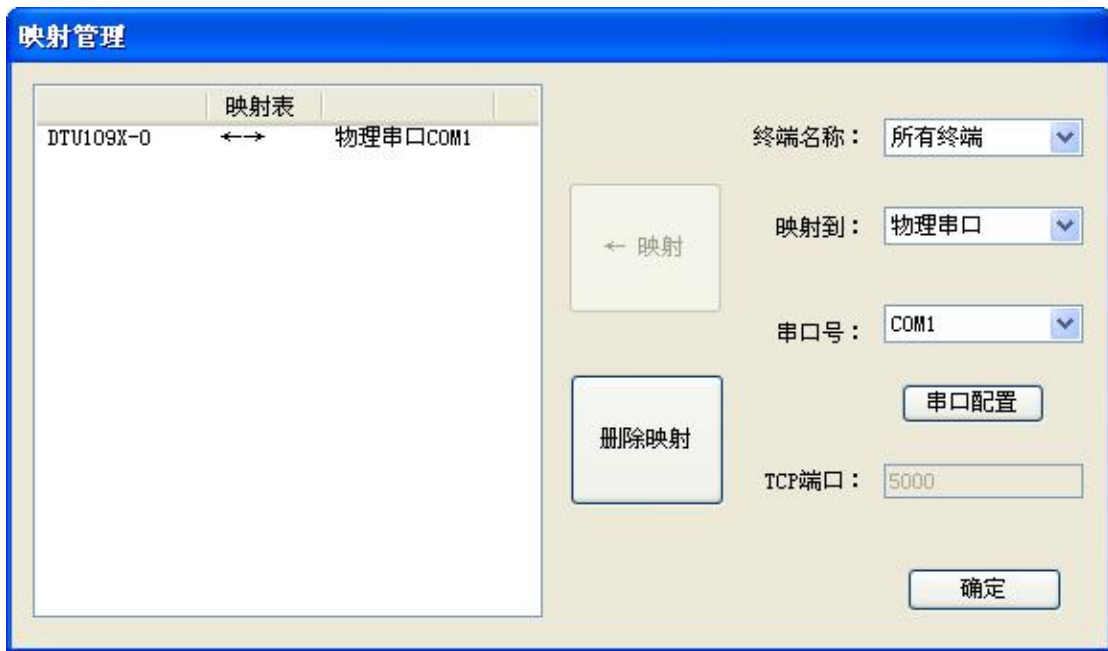 映射管理
映射表
DTU109X-0 ←→ 物理串口COM1
终端名称： 所有终端
映射到： 物理串口
← 映射
串口号： COM1
串口配置
删除映射
TCP端口： 5000
确定